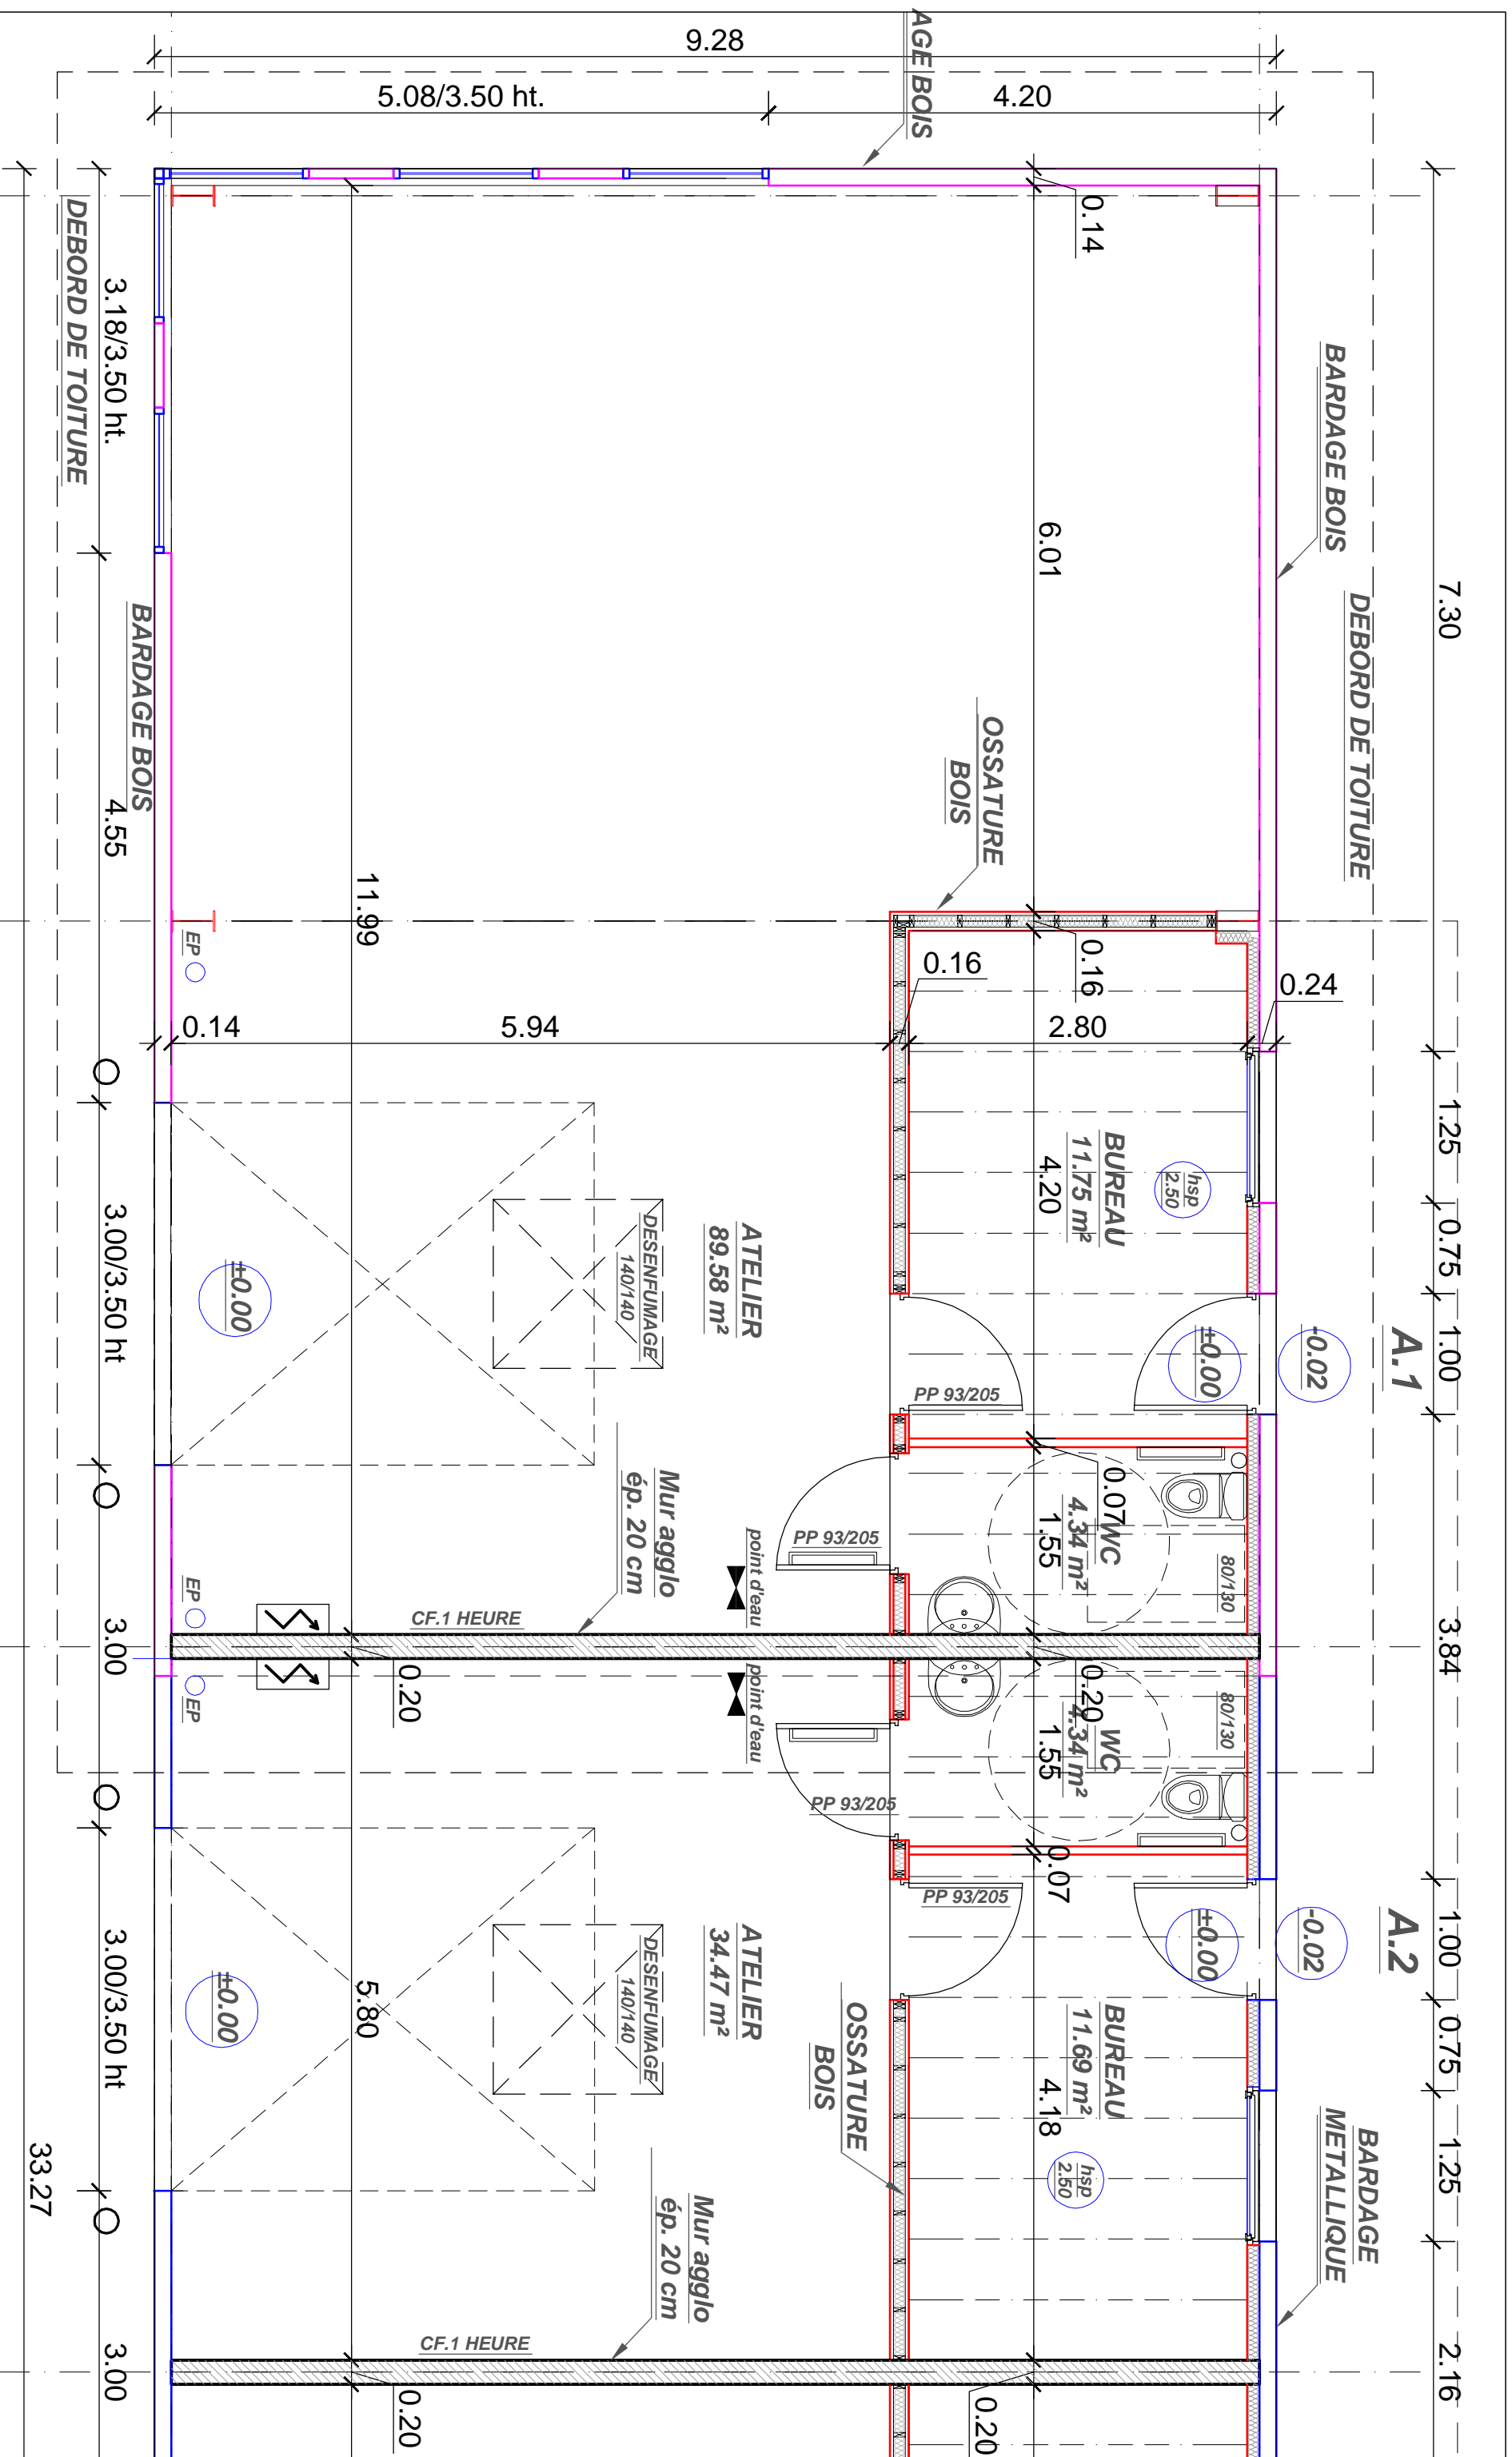 7.30
1.25
0.75
1.00
3.84
1.00
0.75
1.25
2.16
A.1
A.2
DEBORD DE TOITURE
BARDAGE BOIS
BARDAGE
METALLIQUE
-0.02
-0.02
0.24
±0.00
±0.00
hsp
2.50
80/130
80/130
0.14
6.01
0.16
BUREAU
11.75 m²
4.20
0.07
WC
4.34 m²
1.55
0.20
WC
4.34 m²
1.55
0.07
BUREAU
11.69 m²
4.18
hsp
2.50
0.20
2.80
OSSATURE
BOIS
0.16
PP 93/205
PP 93/205
AGE BOIS
PP 93/205
PP 93/205
OSSATURE
BOIS
9.28
5.08/3.50 ht.
4.20
ATELIER
89.58 m²
point d'eau
point d'eau
ATELIER
34.47 m²
DESENFUMAGE
140/140
DESENFUMAGE
140/140
Mur agglo
ép. 20 cm
Mur agglo
ép. 20 cm
5.94
CF.1 HEURE
CF.1 HEURE
11.99
0.20
5.80
0.20
±0.00
±0.00
0.14
EP
EP
EP
BARDAGE BOIS
3.18/3.50 ht.
4.55
3.00/3.50 ht
3.00
3.00/3.50 ht
3.00
DEBORD DE TOITURE
33.27